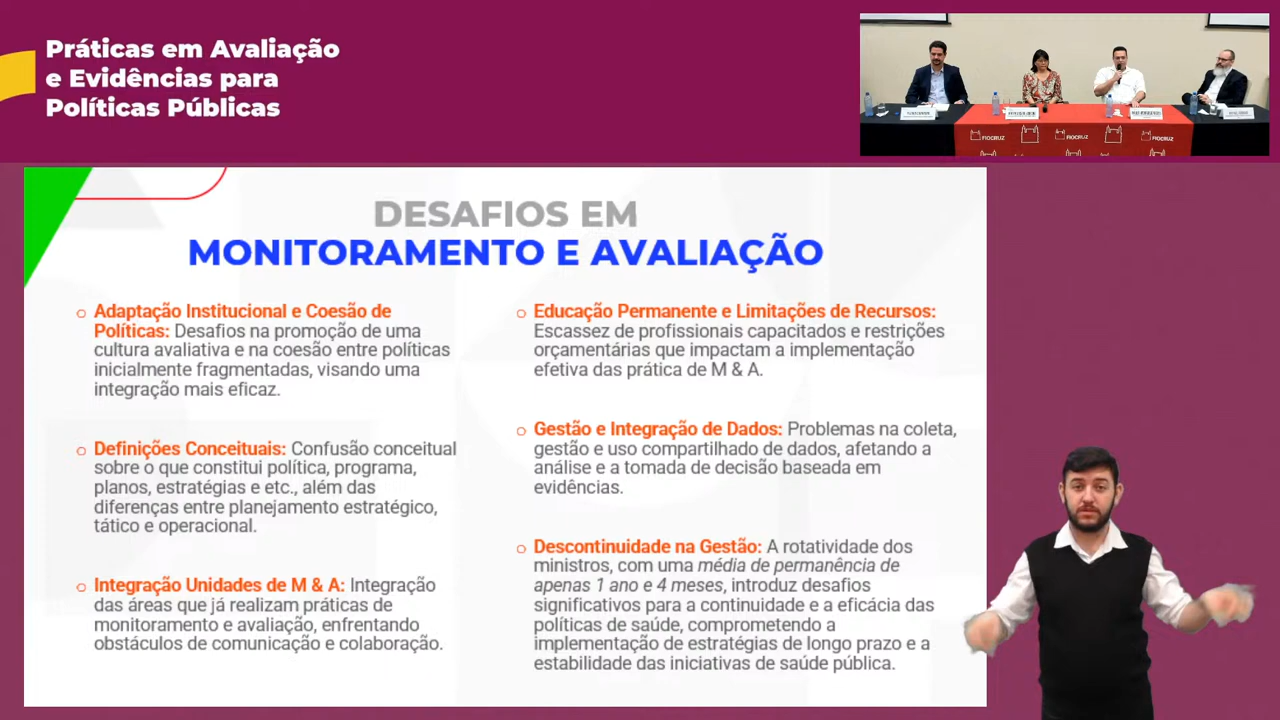 Práticas em Avaliação
e Evidências para
Políticas Públicas
FIOCRUZ
FIOCRUZ
DESAFIOS EM
MONITORAMENTO E AVALIAÇÃO
Adaptação Institucional e Coesão de
Políticas: Desafios na promoção de uma
cultura avaliativa e na coesão entre políticas
inicialmente fragmentadas, visando uma
integração mais eficaz.
Definições Conceituais: Confusão conceitual
sobre o que constitui política, programa,
planos, estratégias e etc., além das
diferenças entre planejamento estratégico,
tático e operacional.
Integração Unidades de M & A: Integração
das áreas que já realizam práticas de
monitoramento e avaliação, enfrentando
obstáculos de comunicação e colaboração.
Educação Permanente e Limitações de Recursos:
Escassez de profissionais capacitados e restrições
orçamentárias que impactam a implementação
efetiva das prática de M & A.
Gestão e Integração de Dados: Problemas na coleta,
gestão e uso compartilhado de dados, afetando a
análise e a tomada de decisão baseada em
evidências.
Descontinuidade na Gestão: A rotatividade dos
ministros, com uma média de permanência de
apenas 1 ano e 4 meses, introduz desafios
significativos para a continuidade e a eficácia das
políticas de saúde, comprometendo a
implementação de estratégias de longo prazo e a
estabilidade das iniciativas de saúde pública.